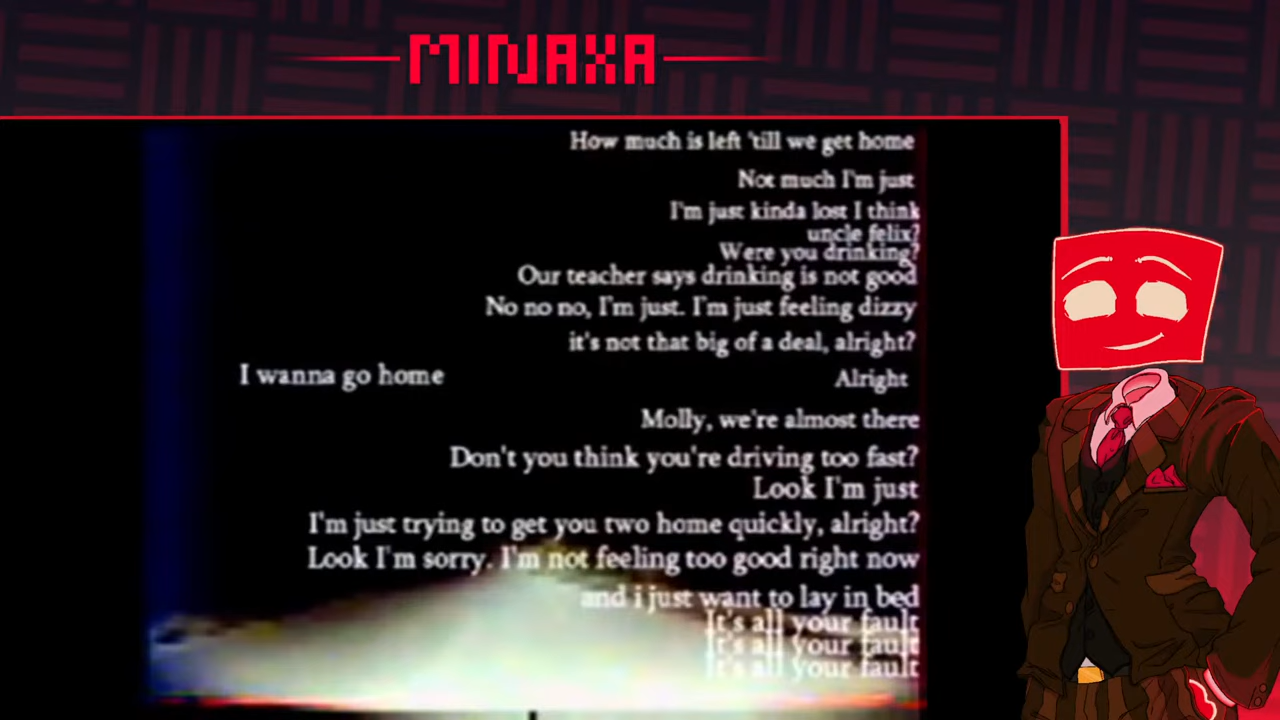 MINAXA
How much is left 'till we get home
Not much I'm just
I'm just kinda lost I think
uncle felix?
Were you drinking?
Our teacher says drinking is not good
No no no, I'm just. I'm just feeling dizzy
it's not that big of a deal, alright?
I wanna go home
Alright
Molly, we're almost there
Don't you think you're driving too fast?
Look I'm just
I'm just trying to get you two home quickly, alright?
Look I'm sorry. I'm not feeling too good right now
and i just want to lay in bed
It's all your fault
It's all your fault
It's all your fault